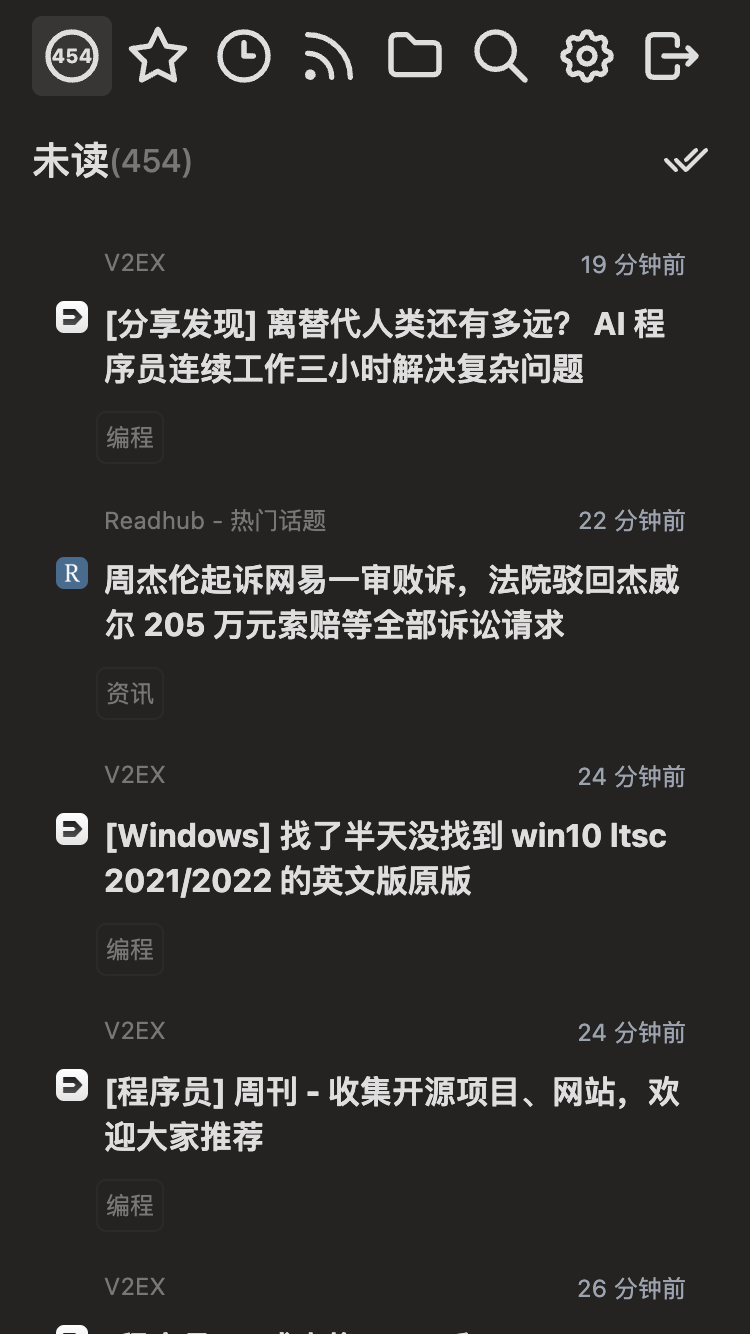 454
未读(454)
V2EX 19 分钟前
[分享发现] 离替代人类还有多远？ AI 程
序员连续工作三小时解决复杂问题
编程
Readhub - 热门话题 22 分钟前
R 周杰伦起诉网易一审败诉，法院驳回杰威
尔 205 万元索赔等全部诉讼请求
资讯
V2EX 24 分钟前
[Windows] 找了半天没找到 win10 ltsc
2021/2022 的英文版原版
编程
V2EX 24 分钟前
[程序员] 周刊 - 收集开源项目、网站，欢
迎大家推荐
编程
V2EX 26 分钟前